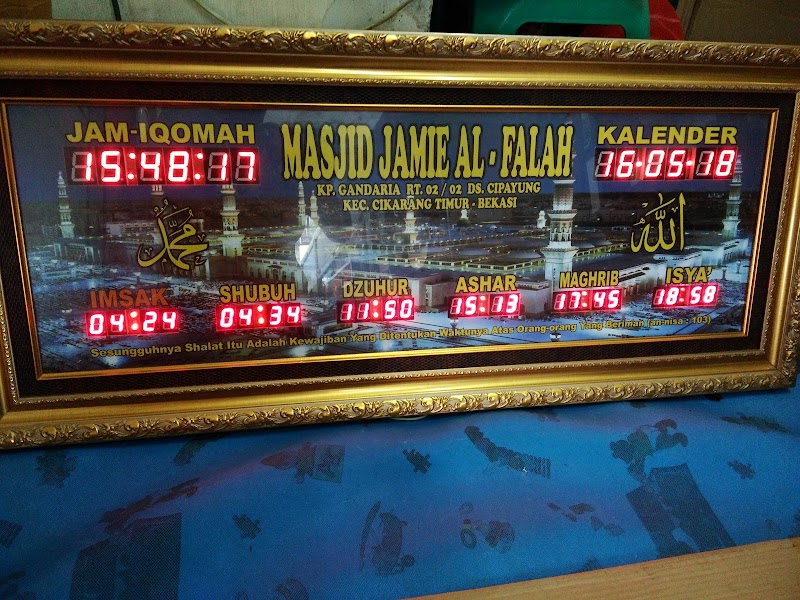 JAM-IQOMAH
15:48:17
MASJID JAMIE AL - FALAH
KP. GANDARIA RT. 02 / 02 DS. CIPAYUNG
KEC. CIKARANG TIMUR - BEKASI
KALENDER
16-05-18
محمد
الله
IMSAK
04:24
SHUBUH
04:34
DZUHUR
11:50
ASHAR
15:13
MAGHRIB
17:45
ISYA'
18:58
Sesungguhnya Shalat Itu Adalah Kewajiban Yang Ditentukan Waktunya Atas Orang-orang Yang Beriman (an-nisa : 103)